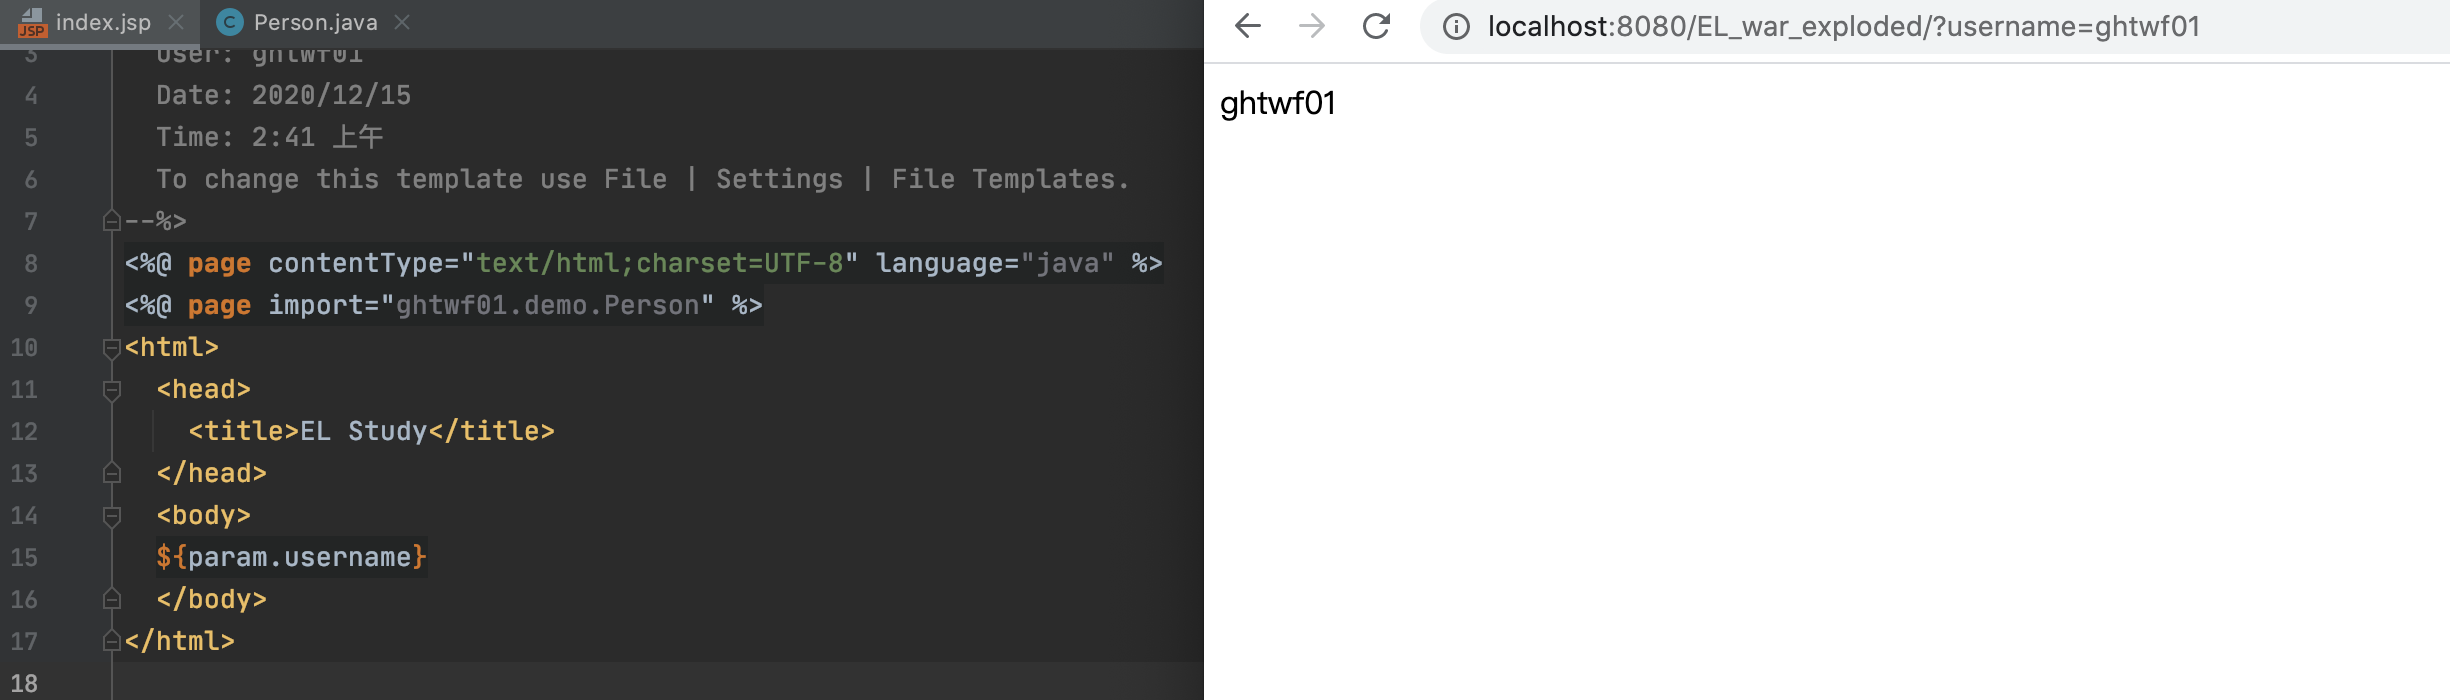 index.jsp
Person.java
3 User: ghtwf01
4 Date: 2020/12/15
5 Time: 2:41 上午
6 To change this template use File | Settings | File Templates.
7 --%>
8 <%@ page contentType="text/html;charset=UTF-8" language="java" %>
9 <%@ page import="ghtwf01.demo.Person" %>
10 <html>
11 <head>
12 <title>EL Study</title>
13 </head>
14 <body>
15 ${param.username}
16 </body>
17 </html>
18
localhost:8080/EL_war_exploded/?username=ghtwf01
ghtwf01